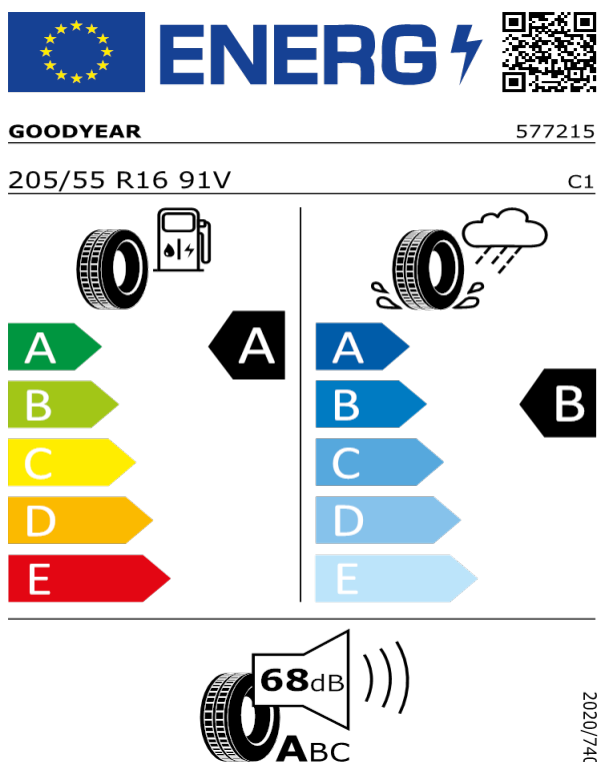 ENERG
GOODYEAR 577215
205/55 R16 91V C1
A A
B
C
D
E
A
B B
C
D
E
68dB
ABC
2020/740